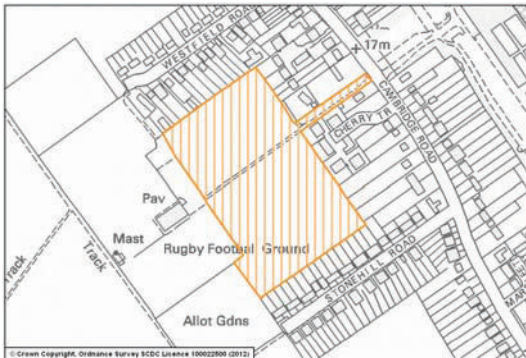 WESTFIELD ROAD
17m
CHERRY TR
CAMBRIDGE ROAD
Pav
Mast
Rugby Football Ground
Track
Track
STONEHILL ROAD
Allot Gdns
MAR
© Crown Copyright. Ordnance Survey SCDC Licence 100022500 (2012)